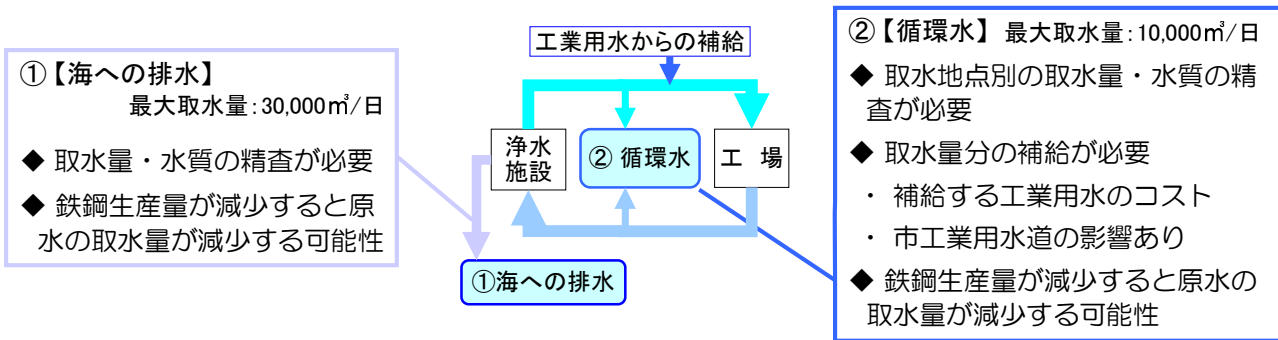 ①【海への排水】
最大取水量：30,000㎥/日
◆ 取水量・水質の精査が必要
◆ 鉄鋼生産量が減少すると原
水の取水量が減少する可能性
工業用水からの補給
浄水
施設
② 循環水
工 場
①海への排水
②【循環水】 最大取水量：10,000㎥/日
◆ 取水地点別の取水量・水質の精
査が必要
◆ 取水量分の補給が必要
・ 補給する工業用水のコスト
・ 市工業用水道の影響あり
◆ 鉄鋼生産量が減少すると原水の
取水量が減少する可能性